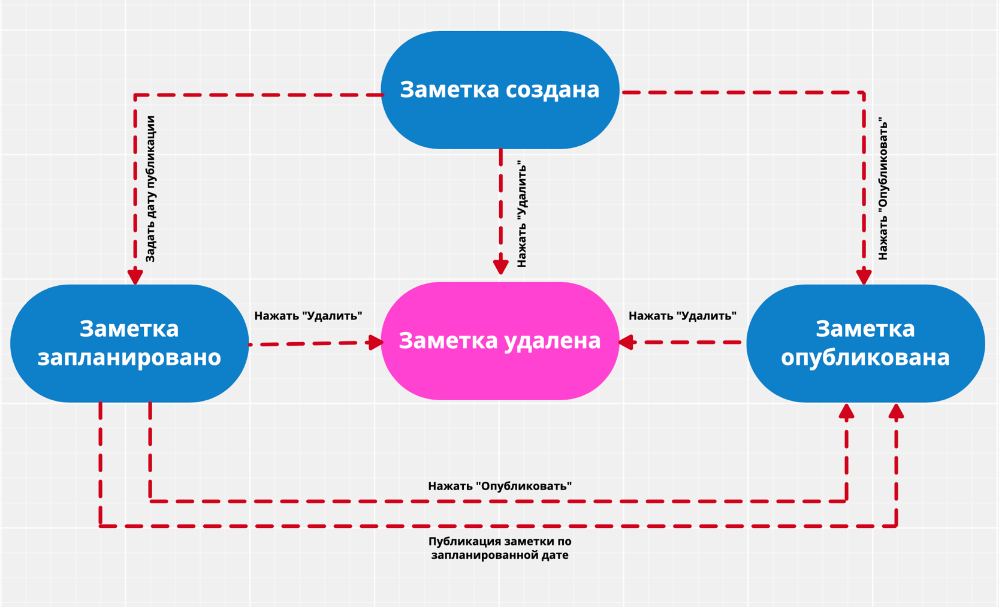 Заметка создана
Задать дату публикации
Нажать "Удалить"
Нажать "Опубликовать"
Заметка
запланировано
Нажать "Удалить"
Заметка удалена
Нажать "Удалить"
Заметка
опубликована
Нажать "Опубликовать"
Публикация заметки по
запланированной дате